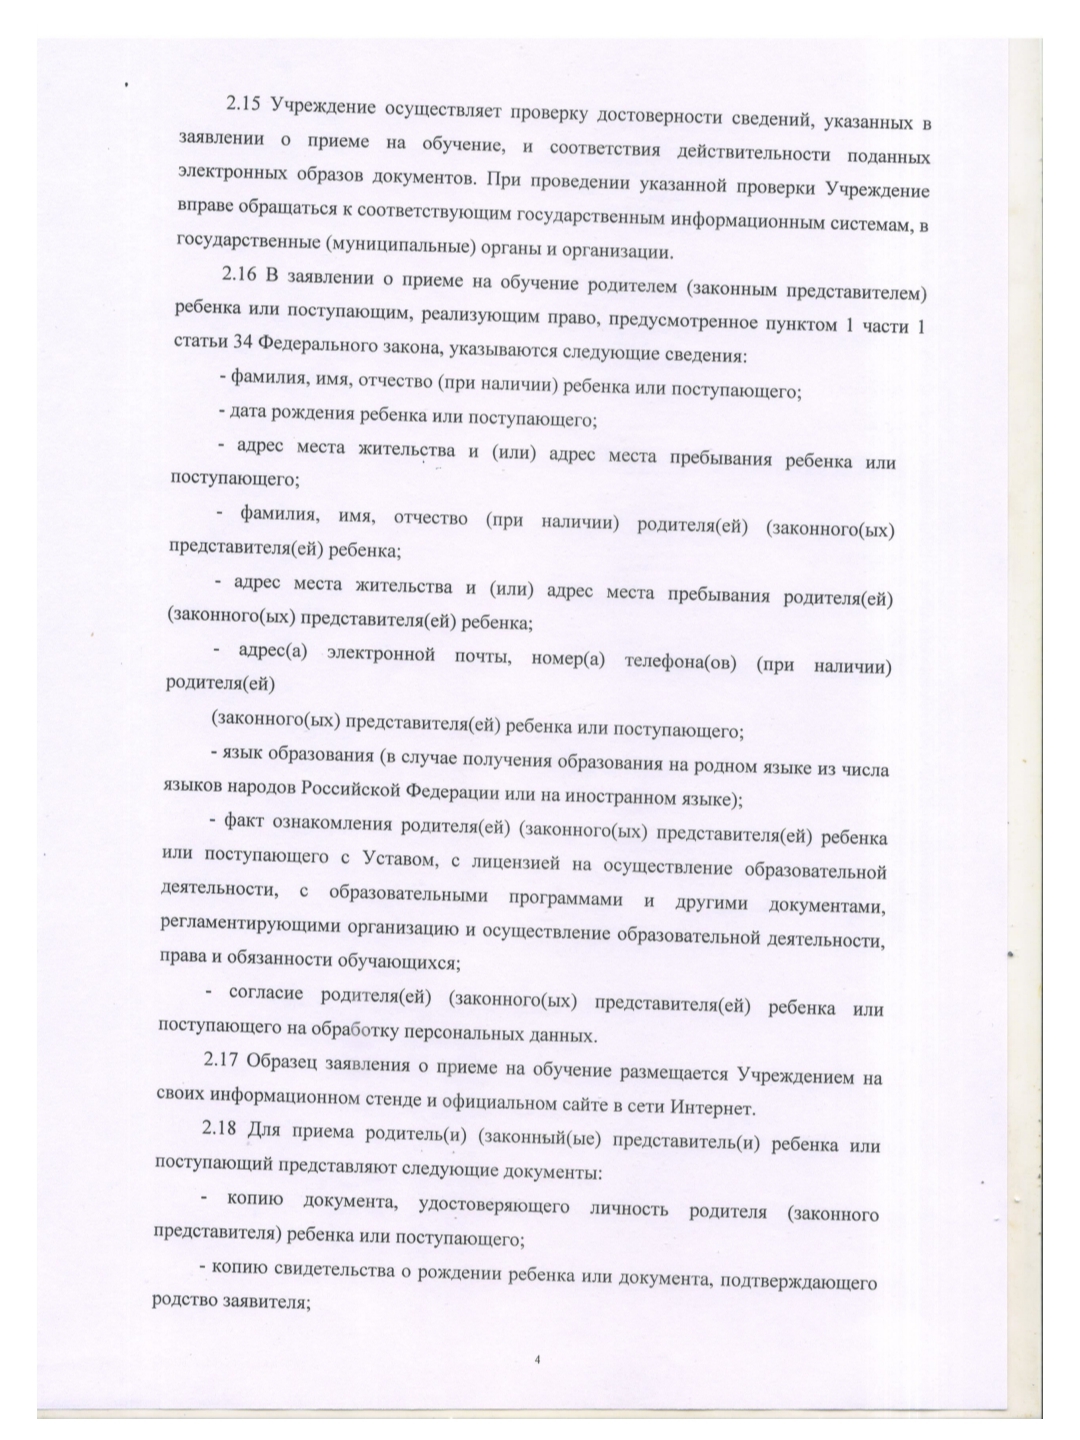 2.15 Учреждение осуществляет проверку достоверности сведений, указанных в
заявлении о приеме на обучение, и соответствия действительности поданных
электронных образов документов. При проведении указанной проверки Учреждение
вправе обращаться к соответствующим государственным информационным системам, в
государственные (муниципальные) органы и организации.
2.16 В заявлении о приеме на обучение родителем (законным представителем)
ребенка или поступающим, реализующим право, предусмотренное пунктом 1 части 1
статьи 34 Федерального закона, указываются следующие сведения:
- фамилия, имя, отчество (при наличии) ребенка или поступающего;
- дата рождения ребенка или поступающего;
- адрес места жительства и (или) адрес места пребывания ребенка или
поступающего;
- фамилия, имя, отчество (при наличии) родителя(ей) (законного(ых)
представителя(ей) ребенка;
- адрес места жительства и (или) адрес места пребывания родителя(ей)
(законного(ых) представителя(ей) ребенка;
- адрес(а) электронной почты, номер(а) телефона(ов) (при наличии)
родителя(ей)
(законного(ых) представителя(ей) ребенка или поступающего;
- язык образования (в случае получения образования на родном языке из числа
языков народов Российской Федерации или на иностранном языке);
- факт ознакомления родителя(ей) (законного(ых) представителя(ей) ребенка
или поступающего с Уставом, с лицензией на осуществление образовательной
деятельности, с образовательными программами и другими документами,
регламентирующими организацию и осуществление образовательной деятельности,
права и обязанности обучающихся;
- согласие родителя(ей) (законного(ых) представителя(ей) ребенка или
поступающего на обработку персональных данных.
2.17 Образец заявления о приеме на обучение размещается Учреждением на
своих информационном стенде и официальном сайте в сети Интернет.
2.18 Для приема родитель(и) (законный(ые) представитель(и) ребенка или
поступающий представляют следующие документы:
- копию документа, удостоверяющего личность родителя (законного
представителя) ребенка или поступающего;
- копию свидетельства о рождении ребенка или документа, подтверждающего
родство заявителя;
4